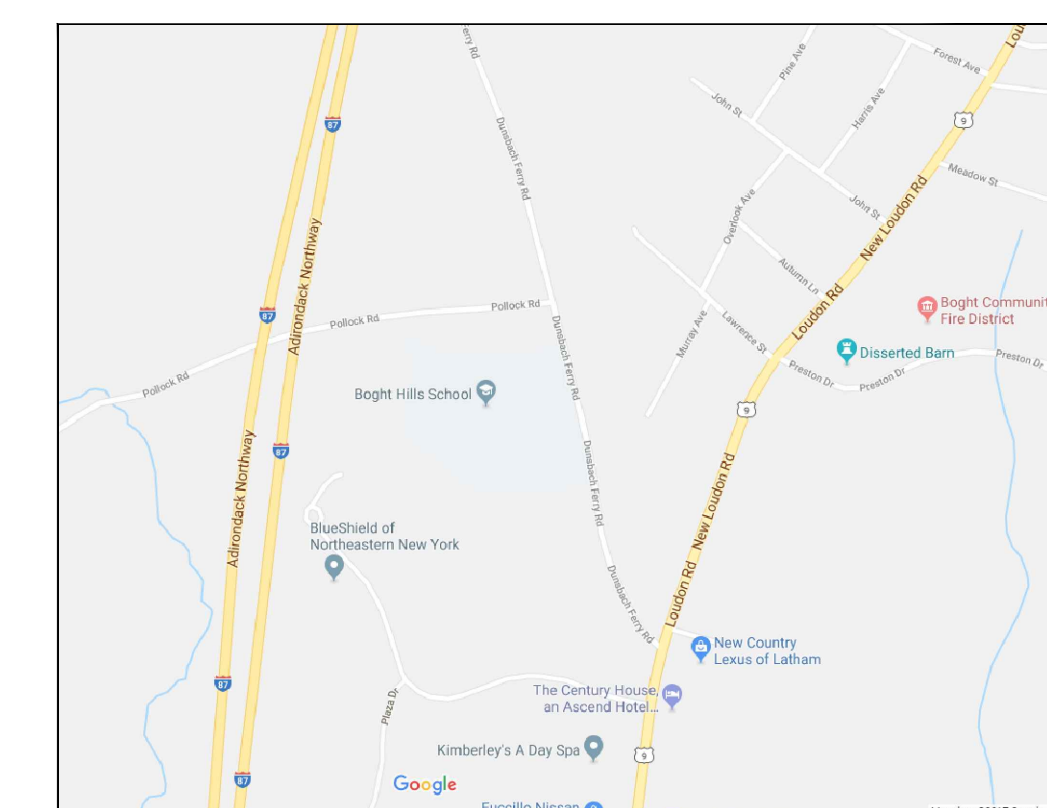 Ferry Rd
Lou
Forest Ave
Pine Ave
John St
Harris Ave
87
9
Dunsbach Ferry Rd
Meadow St
John St
New Loudon Rd
Overlook Ave
Adirondack Northway
Autumn Ln
Loudon Rd
Pollock Rd
Boght Communit
Fire District
87
Pollock Rd
Lawrence St
Murray Ave
Disserted Barn
Preston Dr
Dunsbach Ferry Rd
Preston Dr
Preston Dr
Pollock Rd
Boght Hills School
9
87
Adirondack Northway
Dunsbach Ferry Rd
New Loudon Rd
BlueShield of
Northeastern New York
Loudon Rd
Dunsbach Ferry Rd
New Country
Lexus of Latham
87
The Century House,
an Ascend Hotel...
Plaza Dr
Kimberley's A Day Spa
9
87
Google
Fuccillo Nissan